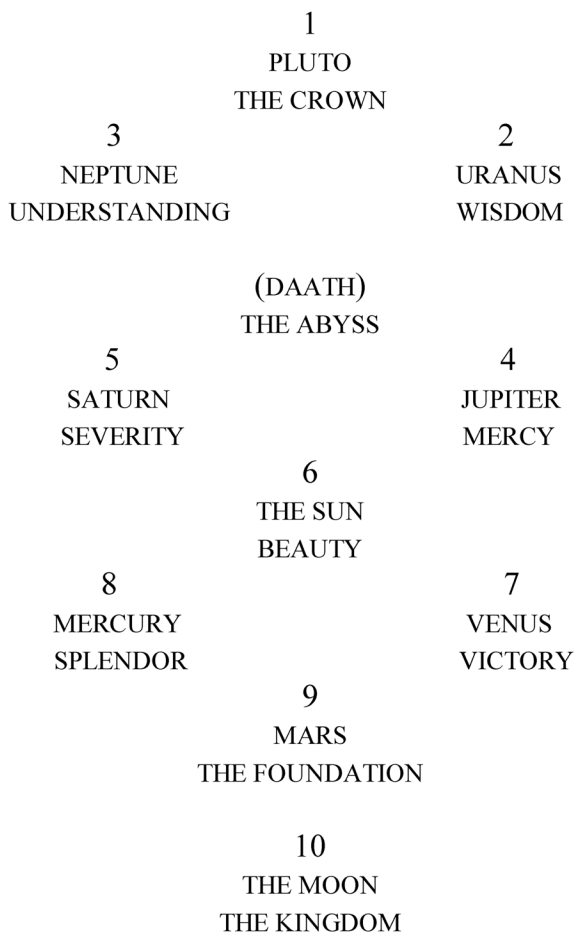 1
PLUTO
THE CROWN
3
NEPTUNE
UNDERSTANDING
2
URANUS
WISDOM
(DAATH)
THE ABYSS
5
SATURN
SEVERITY
4
JUPITER
MERCY
6
THE SUN
BEAUTY
8
MERCURY
SPLENDOR
7
VENUS
VICTORY
9
MARS
THE FOUNDATION
10
THE MOON
THE KINGDOM